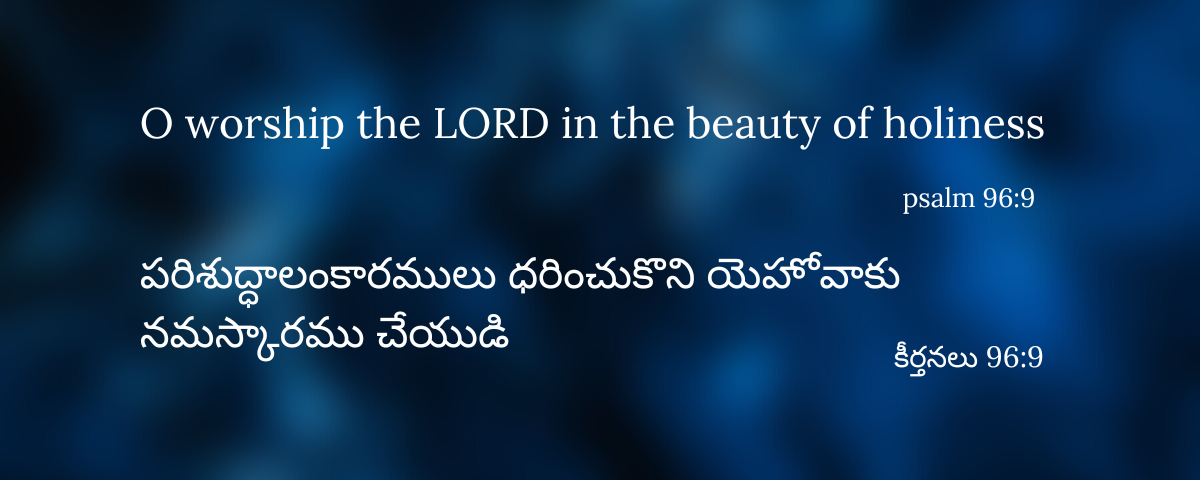 O worship the LORD in the beauty of holiness
psalm 96:9
పరిశుద్ధాలంకారములు ధరించుకొని యెహోవాకు
నమస్కారము చేయుడి
కీర్తనలు 96:9